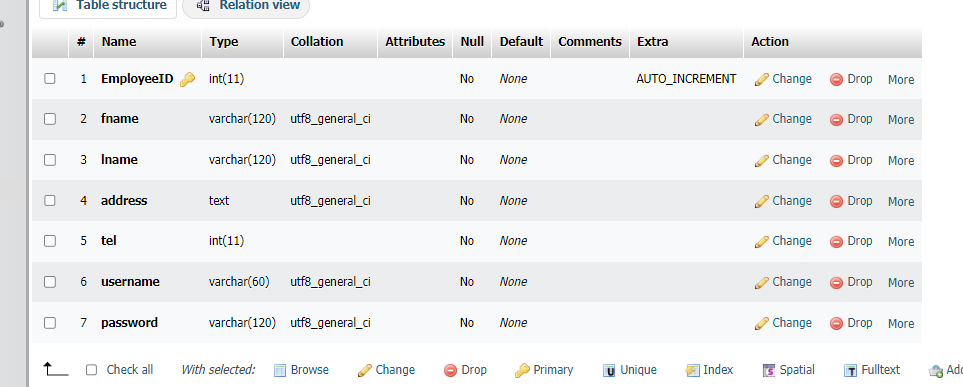 Table structure Relation view
# Name Type Collation Attributes Null Default Comments Extra Action
1 EmployeeID int(11) No None AUTO_INCREMENT Change Drop More
2 fname varchar(120) utf8_general_ci No None Change Drop More
3 lname varchar(120) utf8_general_ci No None Change Drop More
4 address text utf8_general_ci No None Change Drop More
5 tel int(11) No None Change Drop More
6 username varchar(60) utf8_general_ci No None Change Drop More
7 password varchar(120) utf8_general_ci No None Change Drop More
Check all With selected: Browse Change Drop Primary Unique Index Spatial Fulltext